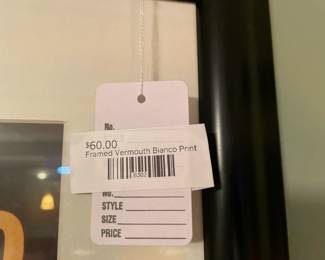 No.
$60.00
Framed Vermouth Bianco Print
No.
STYLE
SIZE
PRICE